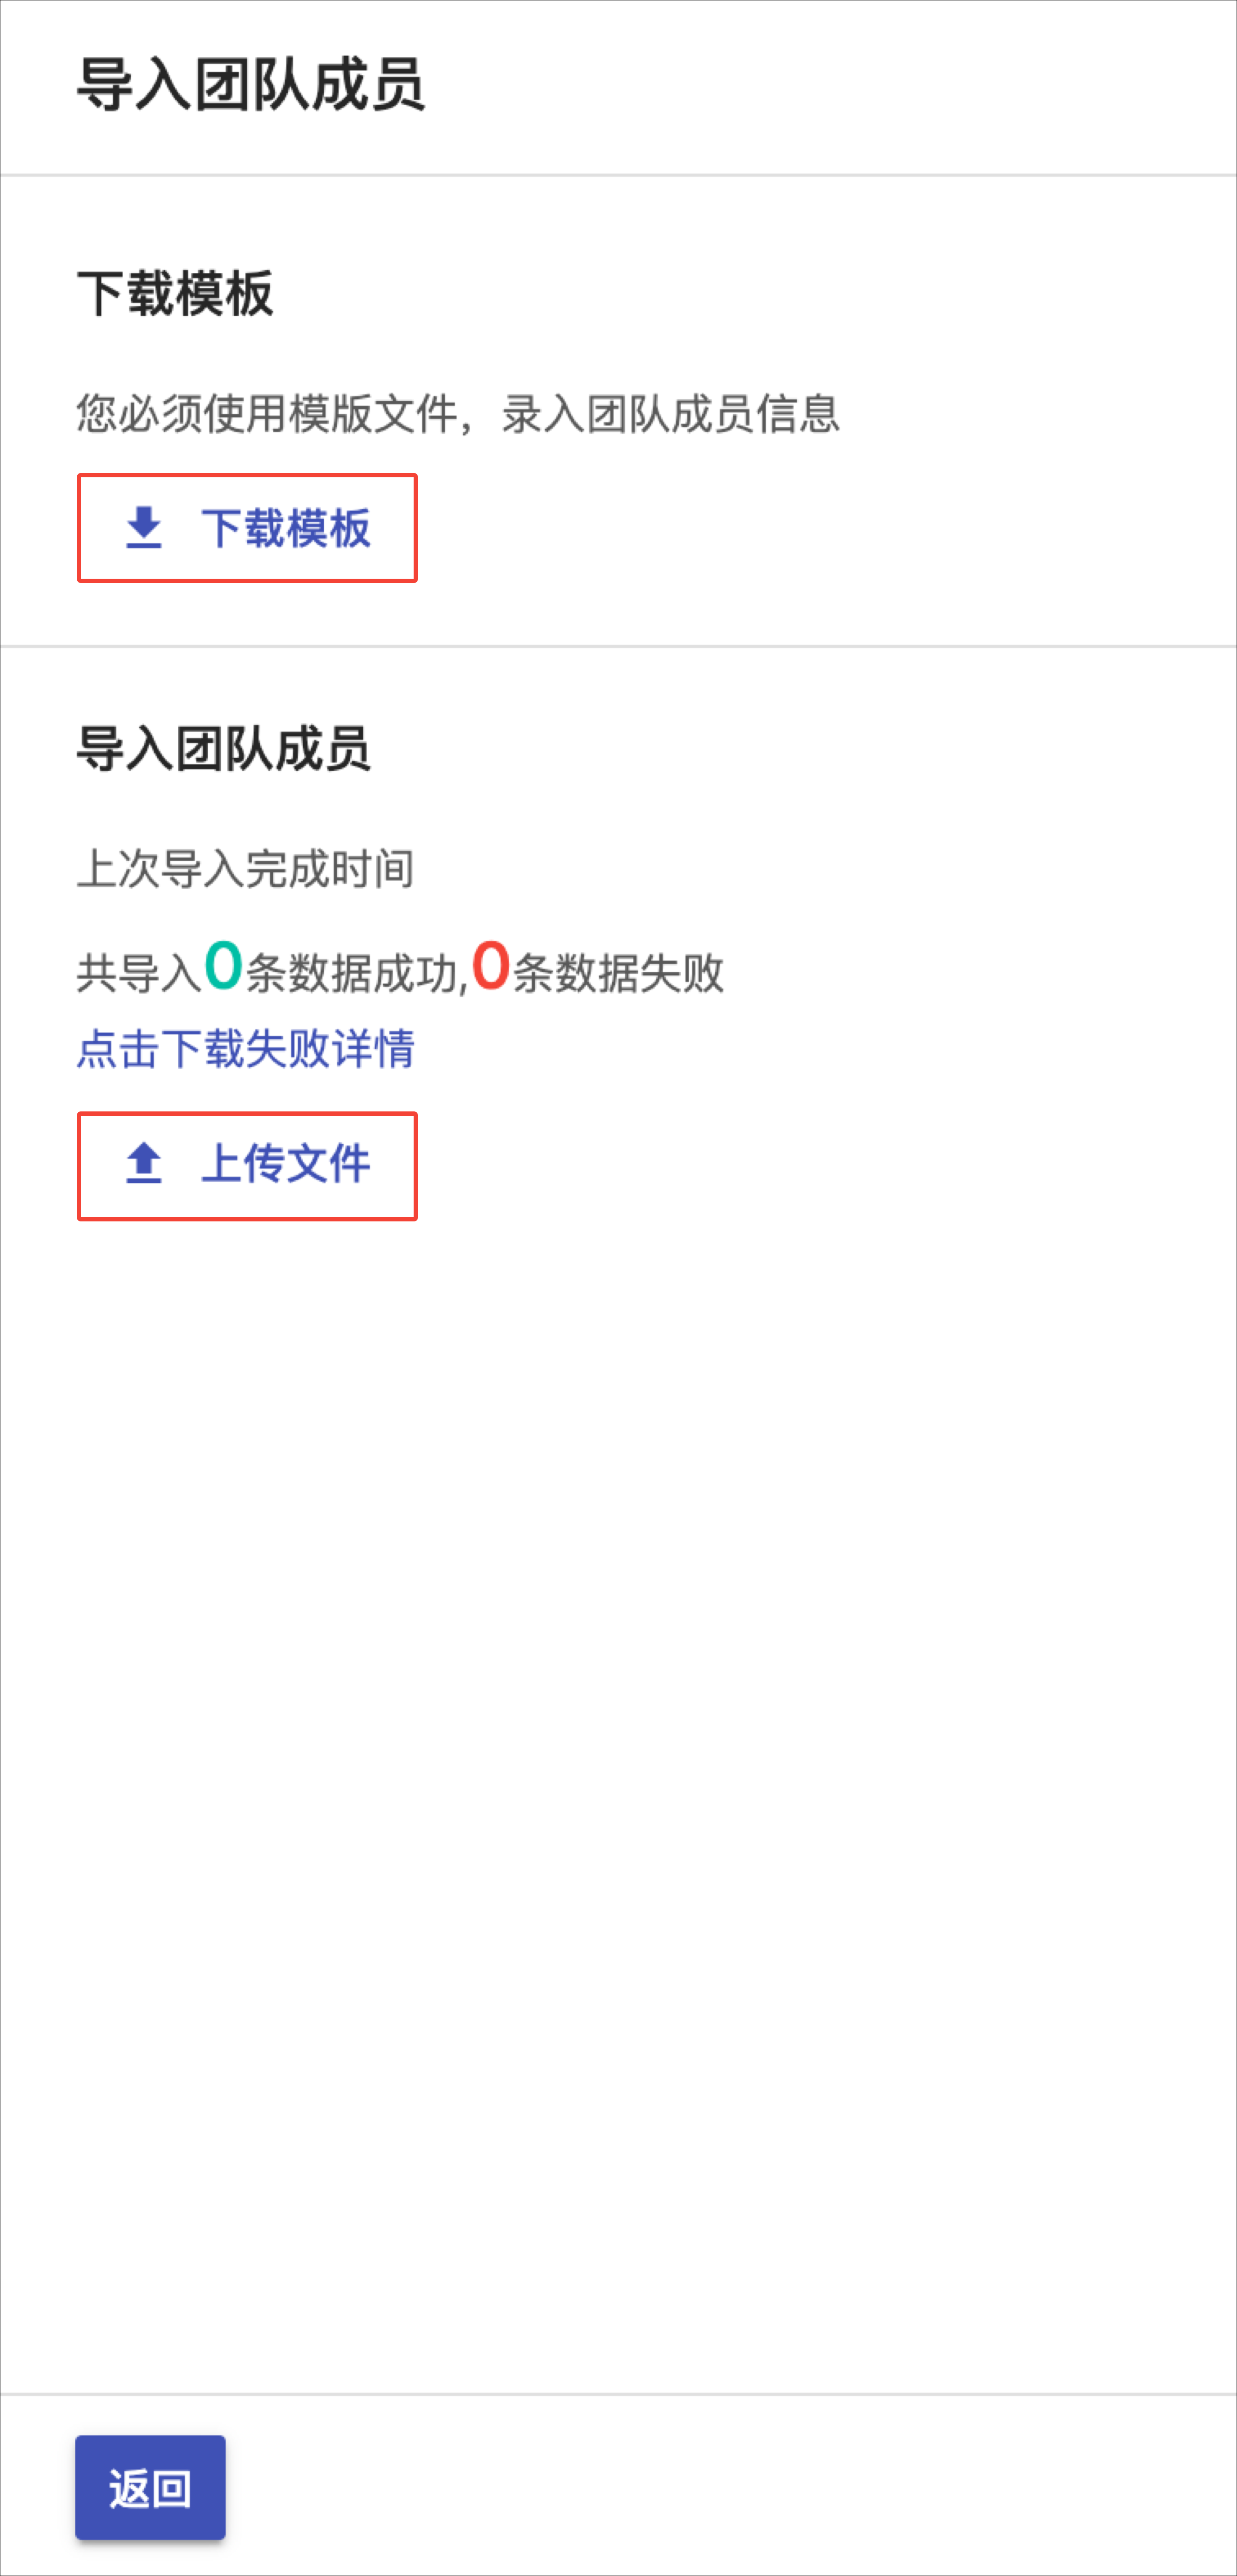 导入团队成员
下载模板
您必须使用模版文件，录入团队成员信息
下载模板
导入团队成员
上次导入完成时间
共导入0条数据成功,0条数据失败
点击下载失败详情
上传文件
返回